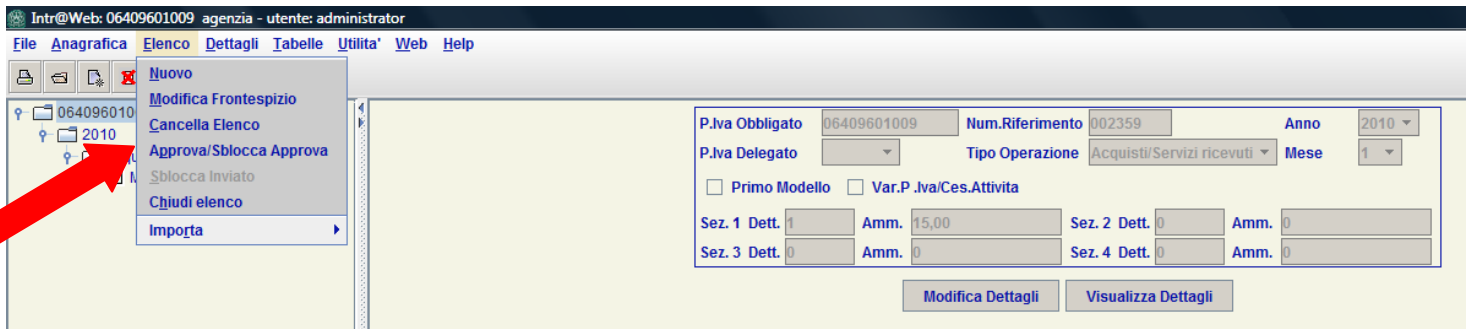 Intr@Web: 06409601009 agenzia - utente: administrator
File Anagrafica Elenco Dettagli Tabelle Utilita' Web Help
Nuovo
Modifica Frontespizio
Cancella Elenco
Approva/Sblocca Approva
Sblocca Inviato
Chiudi elenco
Importa
2010
P.Iva Obbligato 06409601009 Num.Riferimento 002359 Anno 2010
P.Iva Delegato Tipo Operazione Acquisti/Servizi ricevuti Mese 1
Primo Modello Var.P .Iva/Ces.Attivita
Sez. 1 Dett. 1 Amm. 15,00 Sez. 2 Dett. 0 Amm. 0
Sez. 3 Dett. 0 Amm. 0 Sez. 4 Dett. 0 Amm. 0
Modifica Dettagli Visualizza Dettagli